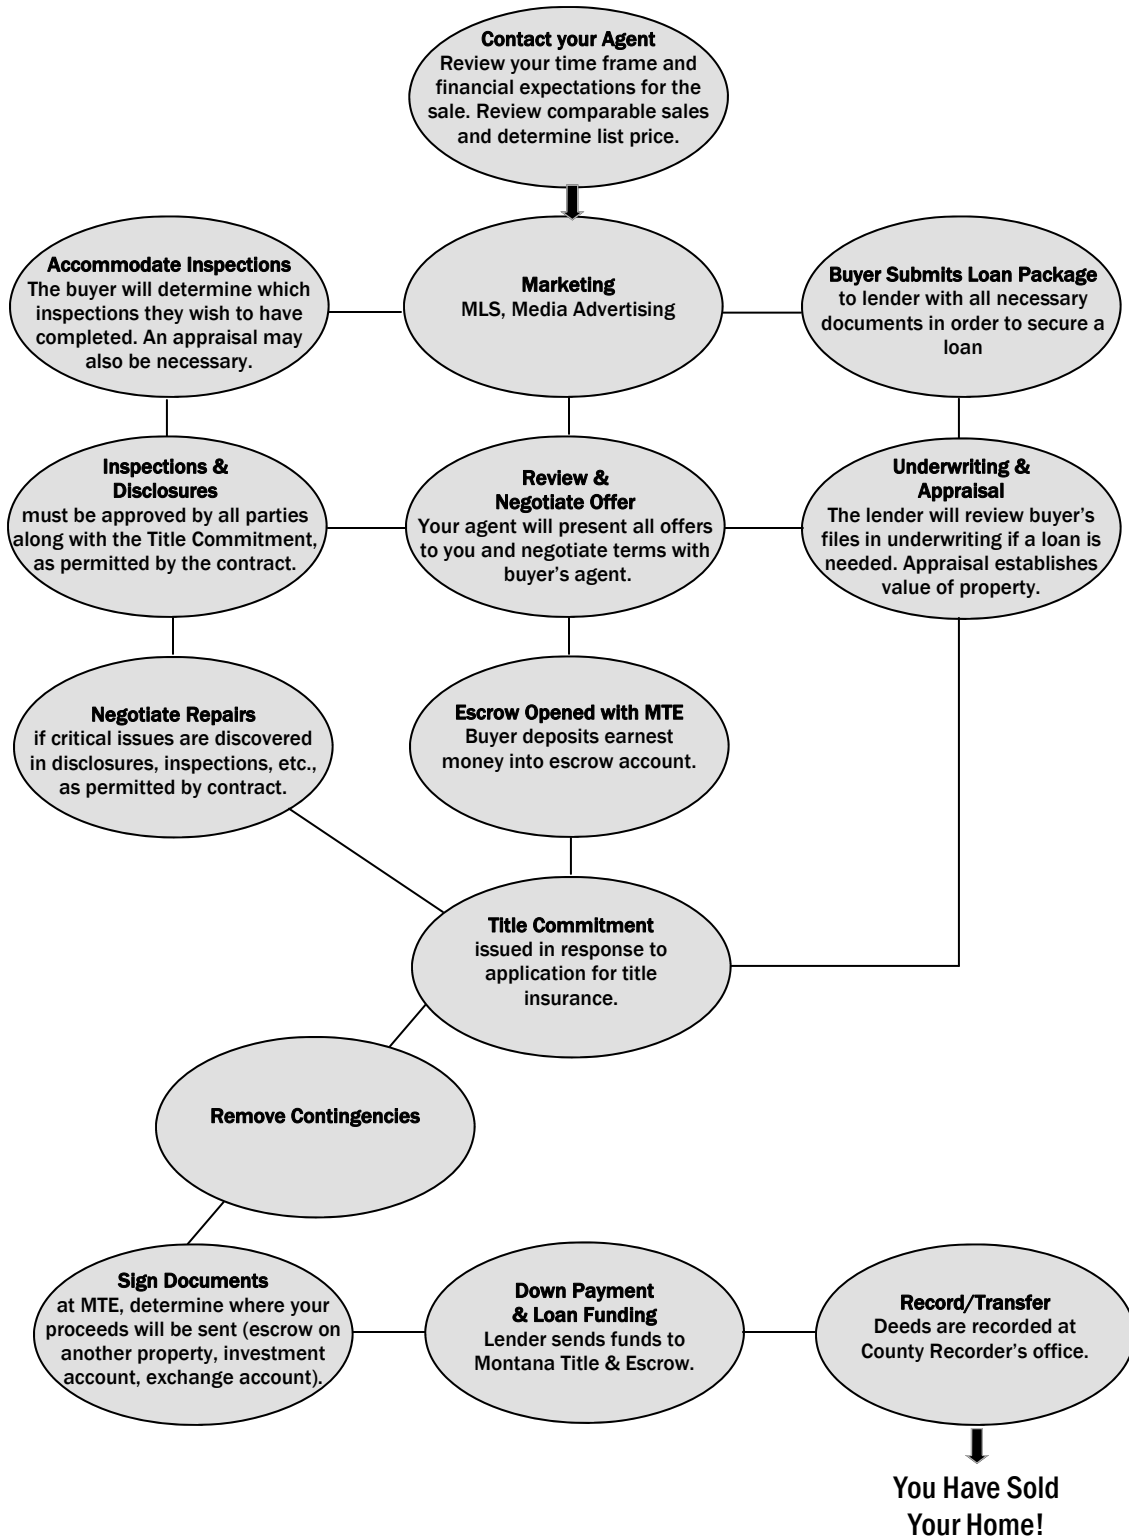 Contact your Agent
Review your time frame and
financial expectations for the
sale. Review comparable sales
and determine list price.
Accommodate Inspections
The buyer will determine which
inspections they wish to have
completed. An appraisal may
also be necessary.
Marketing
MLS, Media Advertising
Buyer Submits Loan Package
to lender with all necessary
documents in order to secure a
loan
Inspections &
Disclosures
must be approved by all parties
along with the Title Commitment,
as permitted by the contract.
Review &
Negotiate Offer
Your agent will present all offers
to you and negotiate terms with
buyer’s agent.
Underwriting &
Appraisal
The lender will review buyer’s
files in underwriting if a loan is
needed. Appraisal establishes
value of property.
Negotiate Repairs
if critical issues are discovered
in disclosures, inspections, etc.,
as permitted by contract.
Escrow Opened with MTE
Buyer deposits earnest
money into escrow account.
Title Commitment
issued in response to
application for title
insurance.
Remove Contingencies
Sign Documents
at MTE, determine where your
proceeds will be sent (escrow on
another property, investment
account, exchange account).
Down Payment
& Loan Funding
Lender sends funds to
Montana Title & Escrow.
Record/Transfer
Deeds are recorded at
County Recorder’s office.
You Have Sold
Your Home!